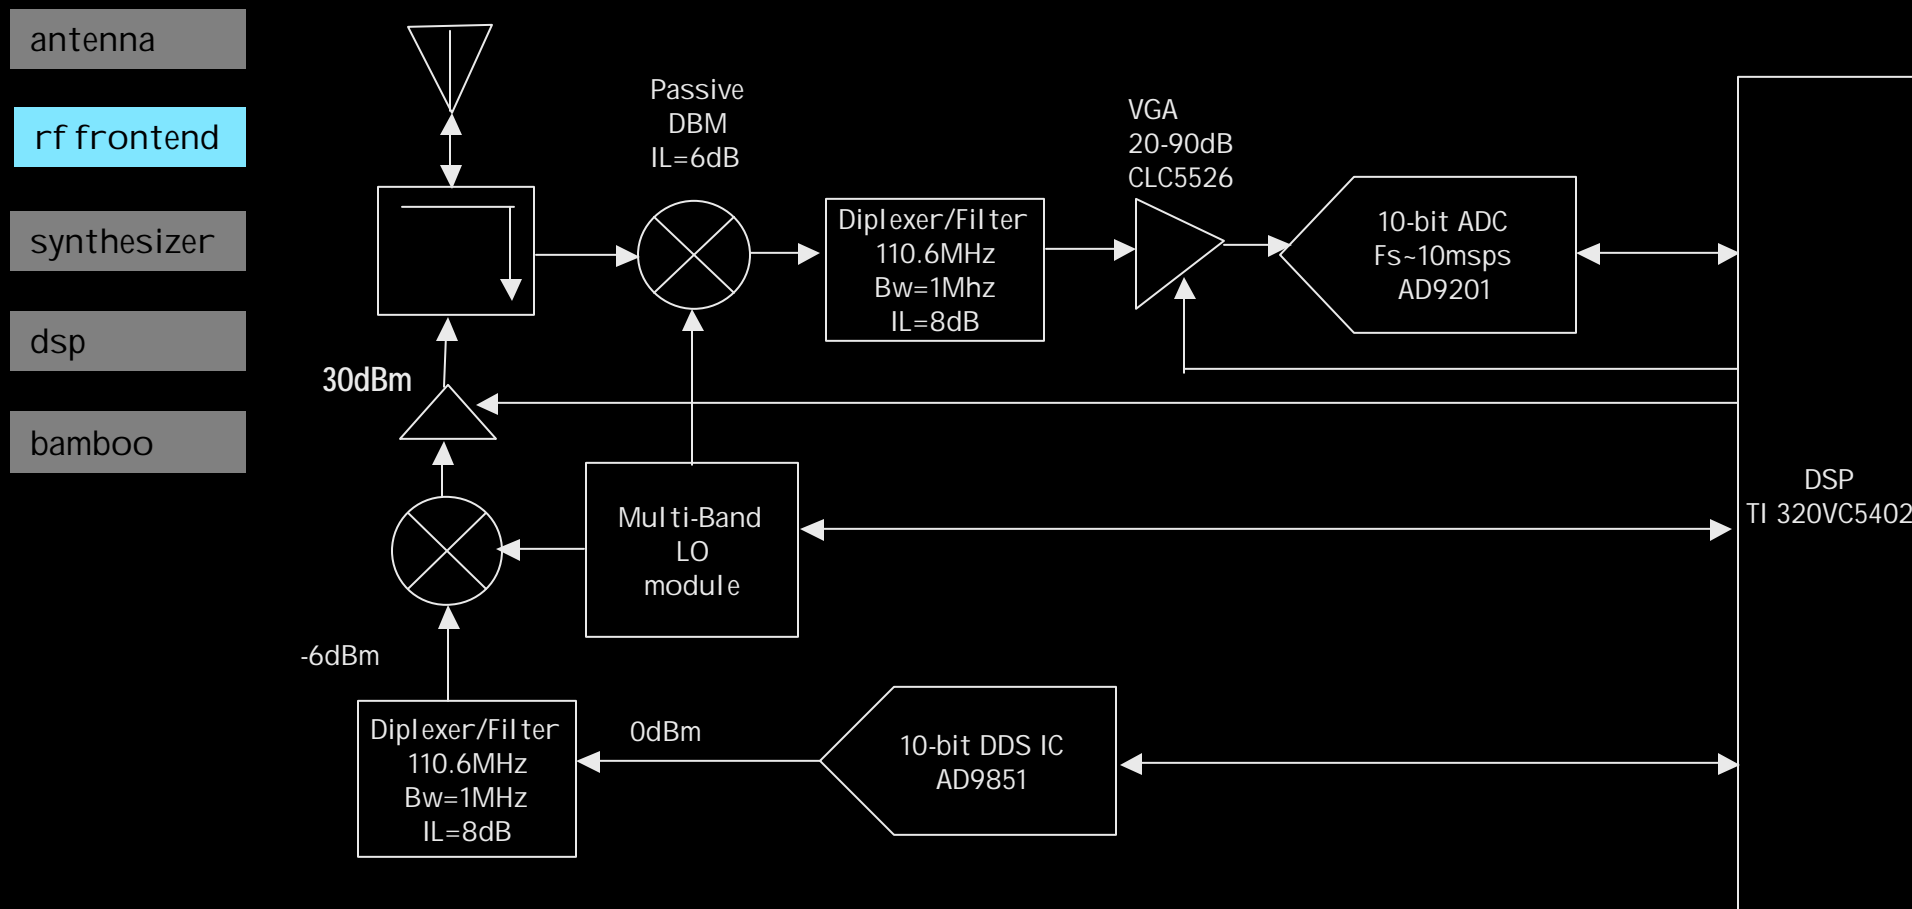 antenna
rf frontend
synthesizer
dsp
bamboo
Passive
DBM
IL=6dB
VGA
20-90dB
CLC5526
Diplexer/Filter
110.6MHz
Bw=1Mhz
IL=8dB
10-bit ADC
Fs~10msps
AD9201
30dBm
Multi-Band
LO
module
DSP
TI 320VC5402
-6dBm
Diplexer/Filter
110.6MHz
Bw=1MHz
IL=8dB
0dBm
10-bit DDS IC
AD9851